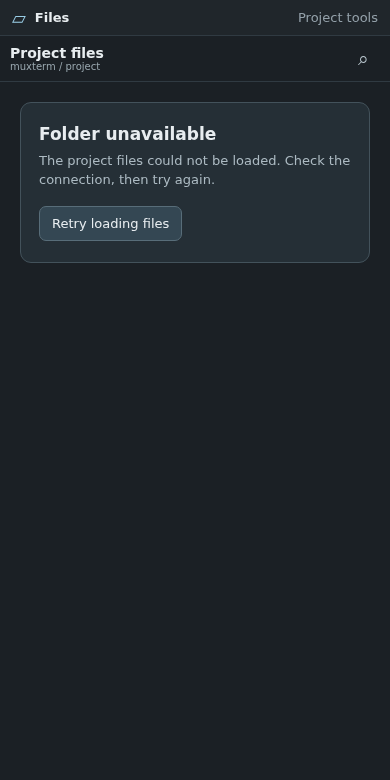 Files
Project tools
Project files
muxterm / project
Folder unavailable
The project files could not be loaded. Check the
connection, then try again.
Retry loading files